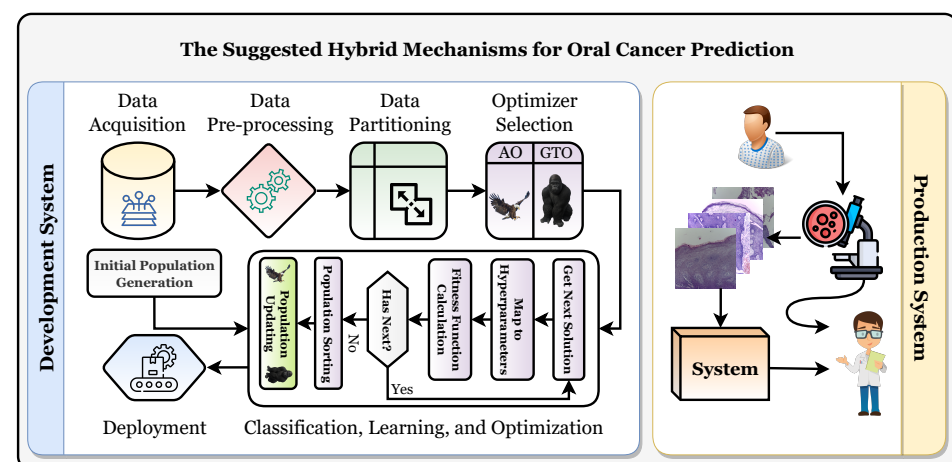 The Suggested Hybrid Mechanisms for Oral Cancer Prediction
Development System
Data
Acquisition
Data
Pre-processing
Data
Partitioning
Optimizer
Selection
AO
GTO
Initial Population
Generation
Population
Updating
Population Sorting
No
Has Next?
Yes
Fitness Function
Calculation
Map to
Hyperparameters
Get Next Solution
Deployment
Classification, Learning, and Optimization
System
Production System